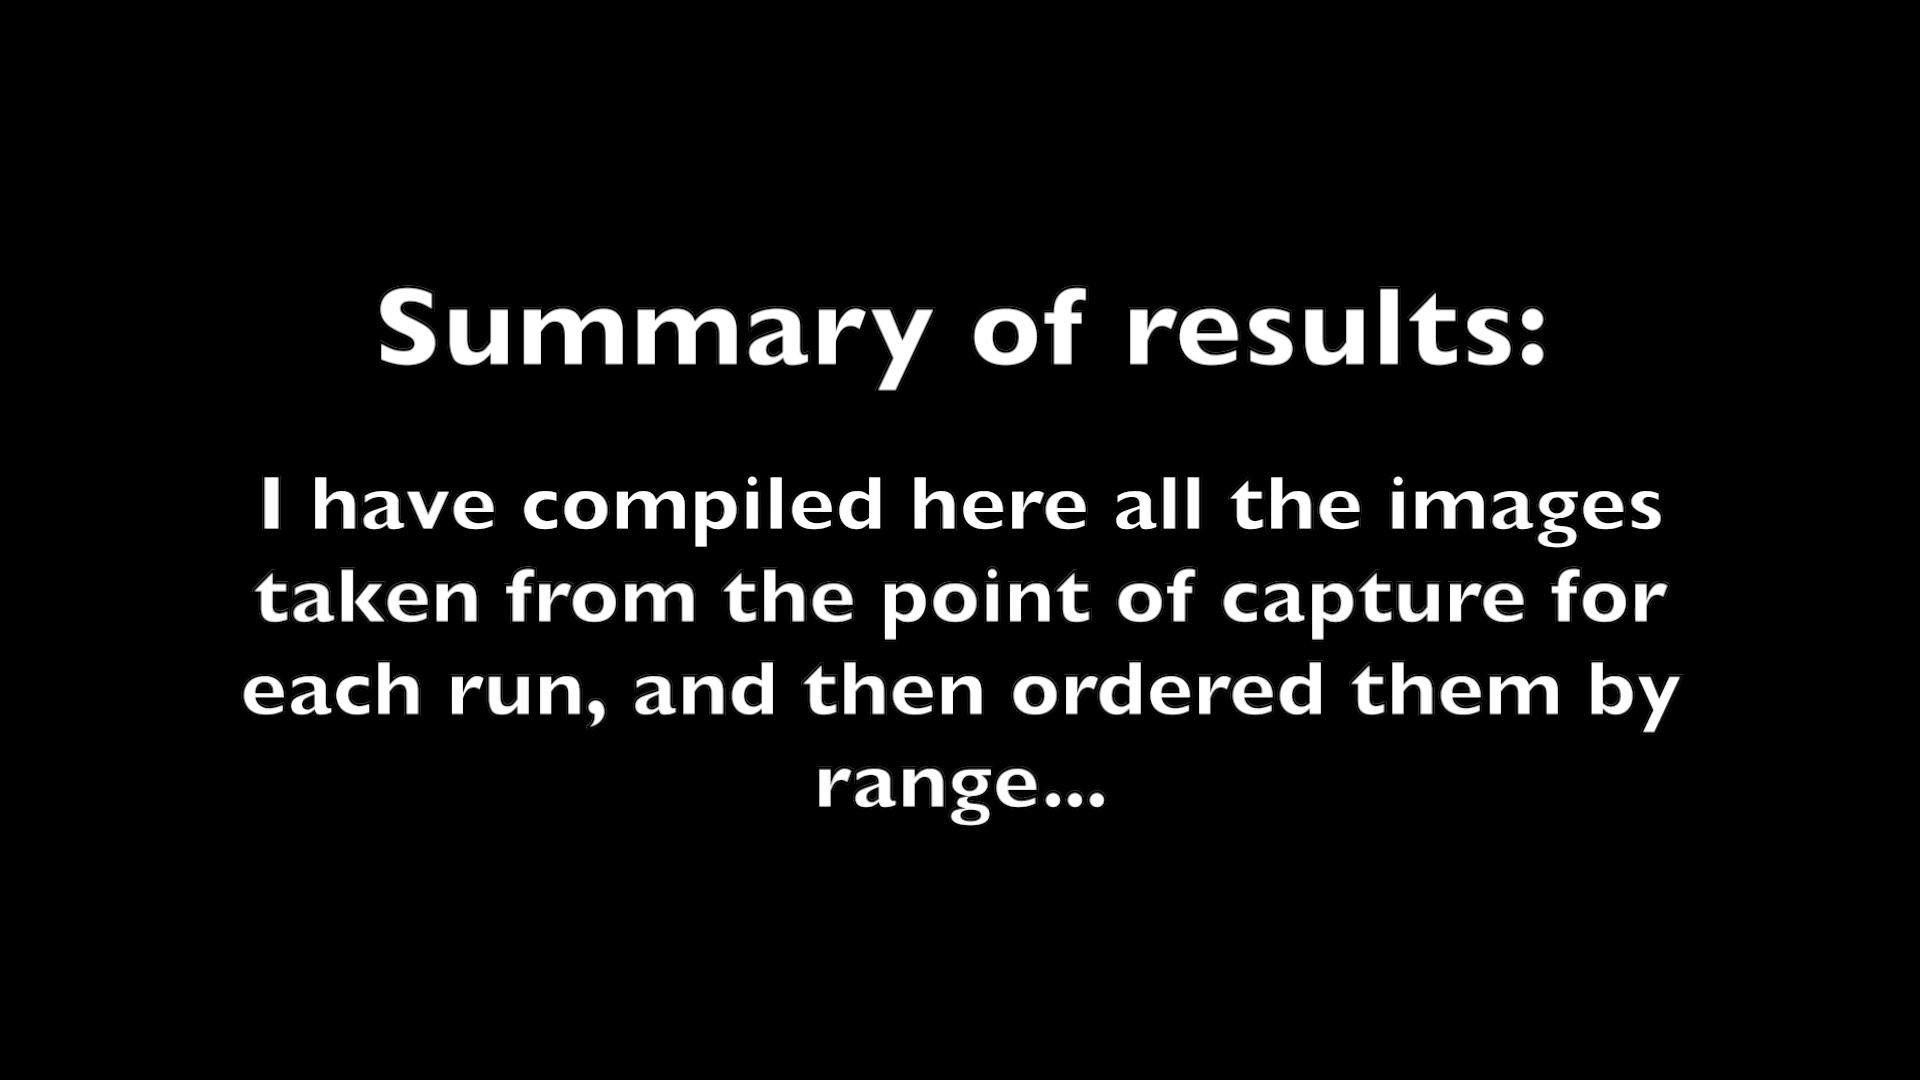 Summary of results:
I have compiled here all the images
taken from the point of capture for
each run, and then ordered them by
range...